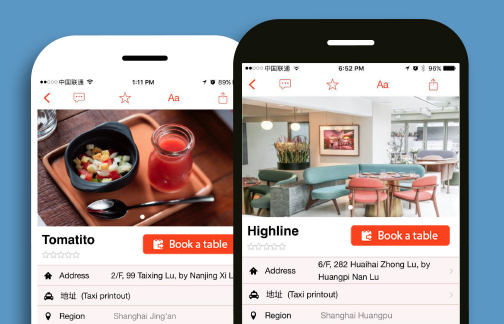 中国联通
1:11 PM
89%
Aa
Tomatito
Book a table
Address
2/F, 99 Taixing Lu, by Nanjing Xi L
地址 (Taxi printout)
Region
Shanghai Jing'an
中国联通
6:52 PM
96%
Aa
Highline
Book a table
Address
6/F, 282 Huaihai Zhong Lu, by
Huangpi Nan Lu
地址 (Taxi printout)
Region
Shanghai Huangpu